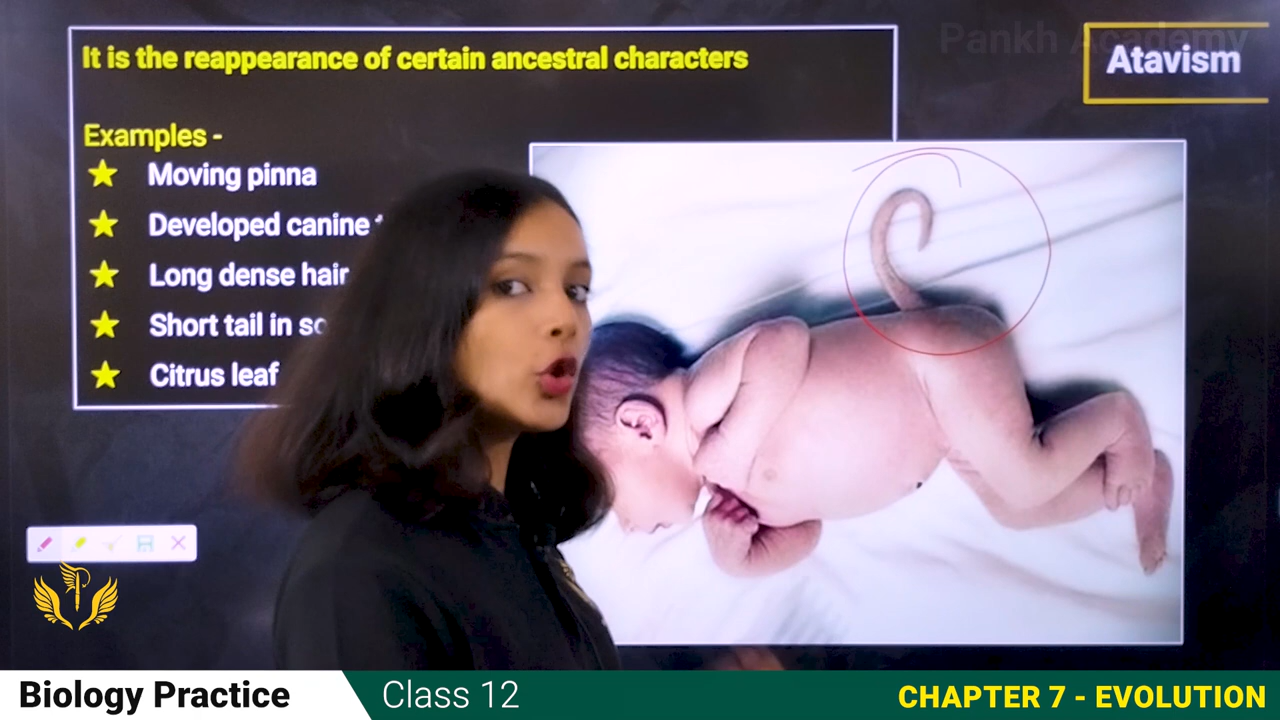 Pankh Academy
It is the reappearance of certain ancestral characters
Atavism
Examples -
Moving pinna
Developed canine
Long dense hair
Short tail in
Citrus leaf
Biology Practice
Class 12
CHAPTER 7 - EVOLUTION